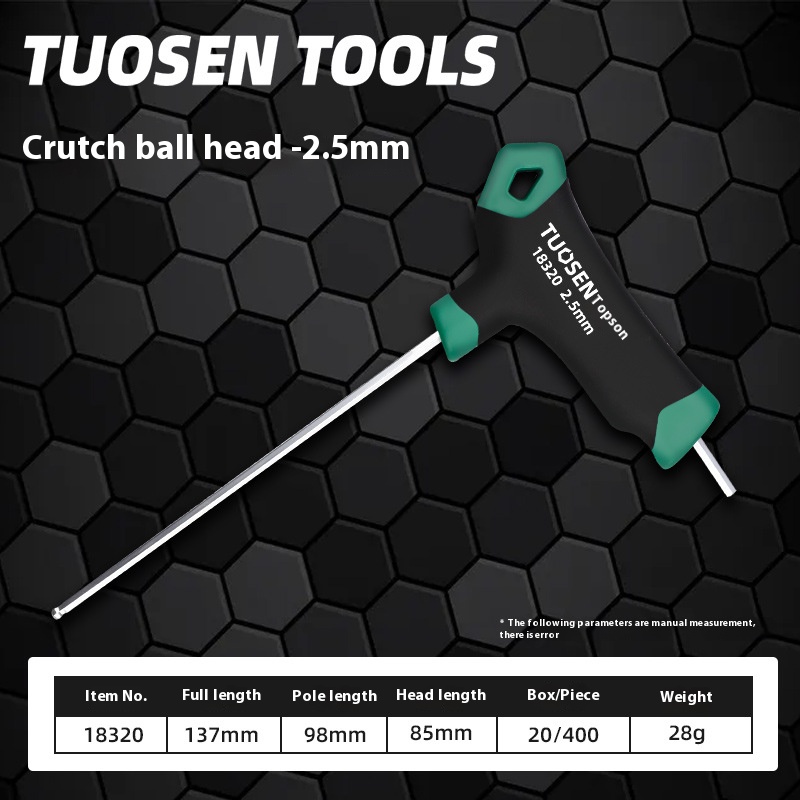 TUOSEN TOOLS
Crutch ball head -2.5mm
TUOSEN Topson
18320 2.5mm
* The following parameters are manual measurement,
there is error
Item No. Full length Pole length Head length Box/Piece Weight
18320 137mm 98mm 85mm 20/400 28g